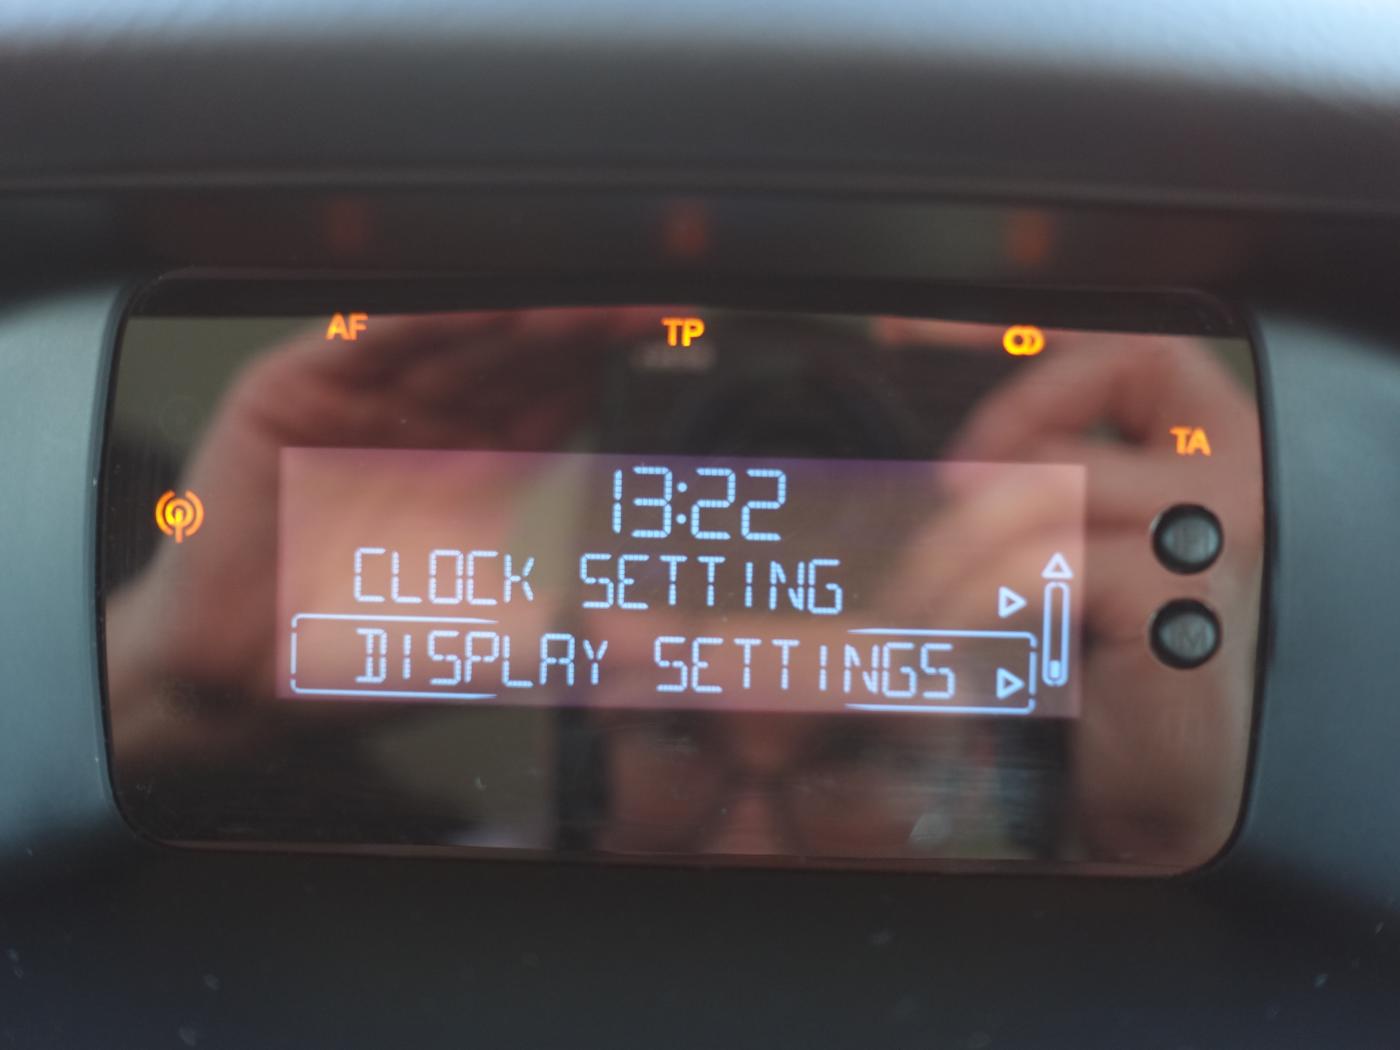 AF TP
TA
13:22
CLOCK SETTING
DISPLAY SETTINGS
H
M